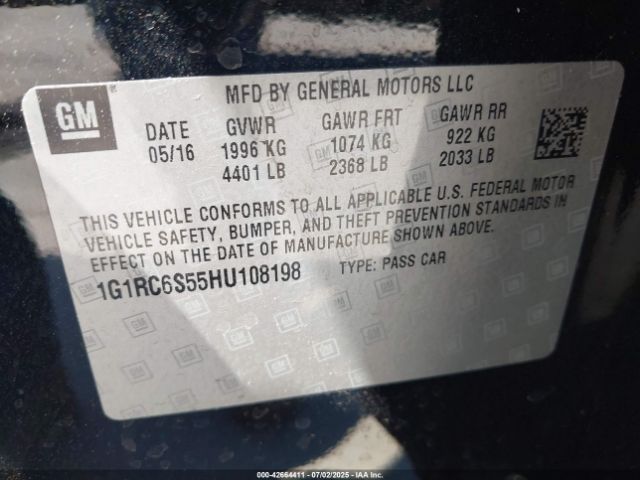 MFD BY GENERAL MOTORS LLC
GM
DATE GVWR GAWR FRT GAWR RR
05/16 1996 KG 1074 KG 922 KG
4401 LB 2368 LB 2033 LB
THIS VEHICLE CONFORMS TO ALL APPLICABLE U.S. FEDERAL MOTOR
VEHICLE SAFETY, BUMPER, AND THEFT PREVENTION STANDARDS IN
EFFECT ON THE DATE OF MANUFACTURE SHOWN ABOVE.
1G1RC6S55HU108198 TYPE: PASS CAR
000-42664411 - 07/02/2025 - IAAI.COM